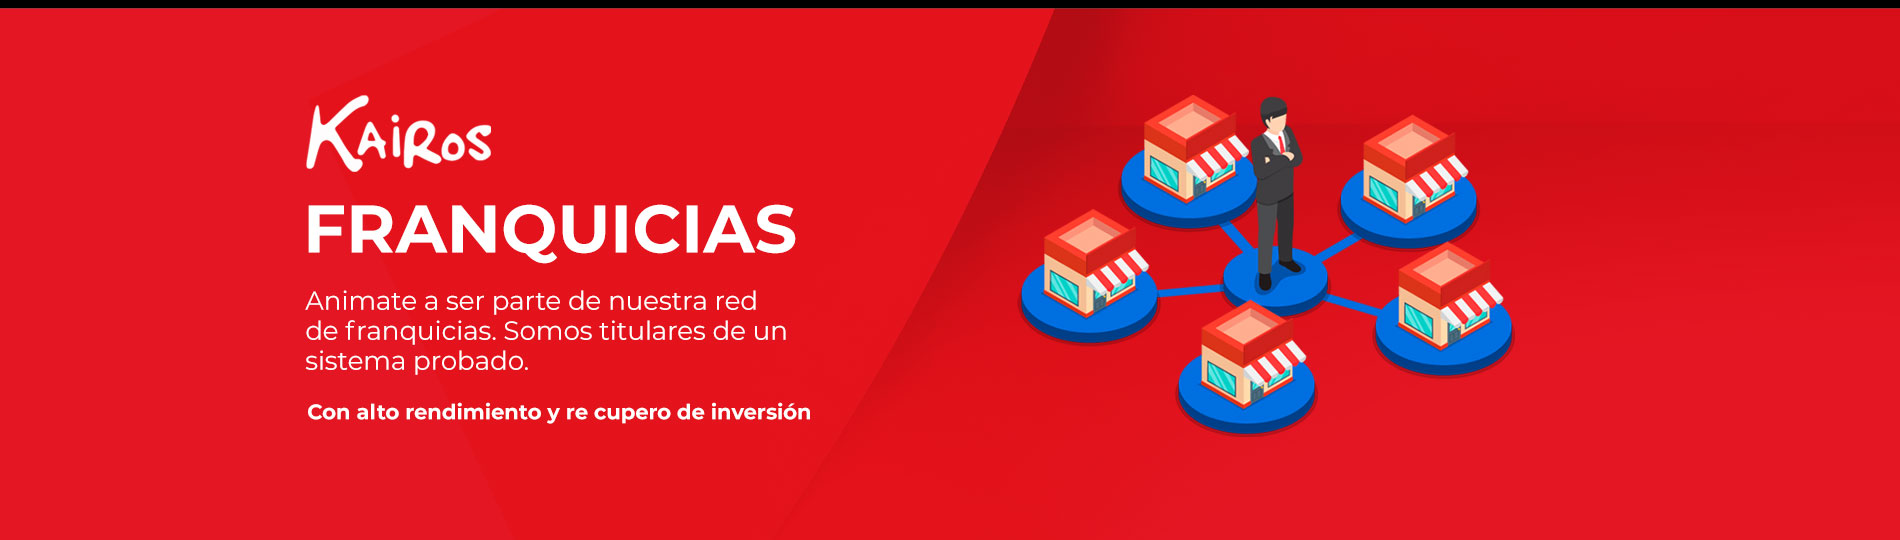 KAiRos
FRANQUICIAS
Animate a ser parte de nuestra red
de franquicias. Somos titulares de un
sistema probado.
Con alto rendimiento y re cupero de inversión